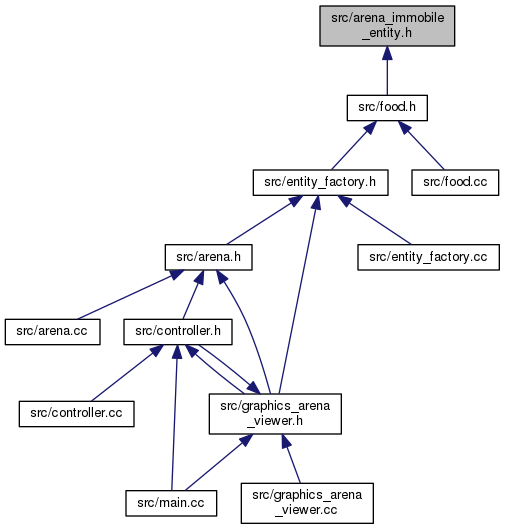 src/arena_immobile
_entity.h
src/food.h
src/entity_factory.h
src/food.cc
src/arena.h
src/entity_factory.cc
src/arena.cc
src/controller.h
src/controller.cc
src/graphics_arena
_viewer.h
src/main.cc
src/graphics_arena
_viewer.cc